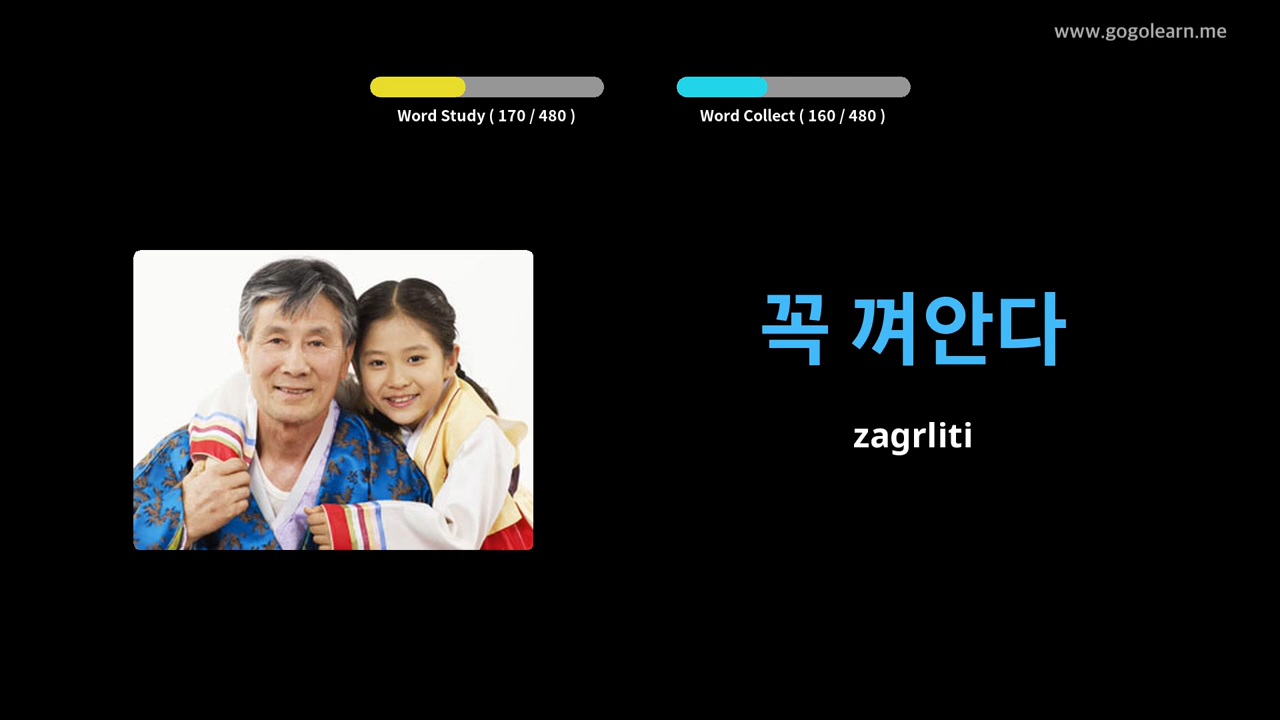 www.gogolearn.me
Word Study ( 170 / 480 )
Word Collect ( 160 / 480 )
꼭 껴안다
zagrliti